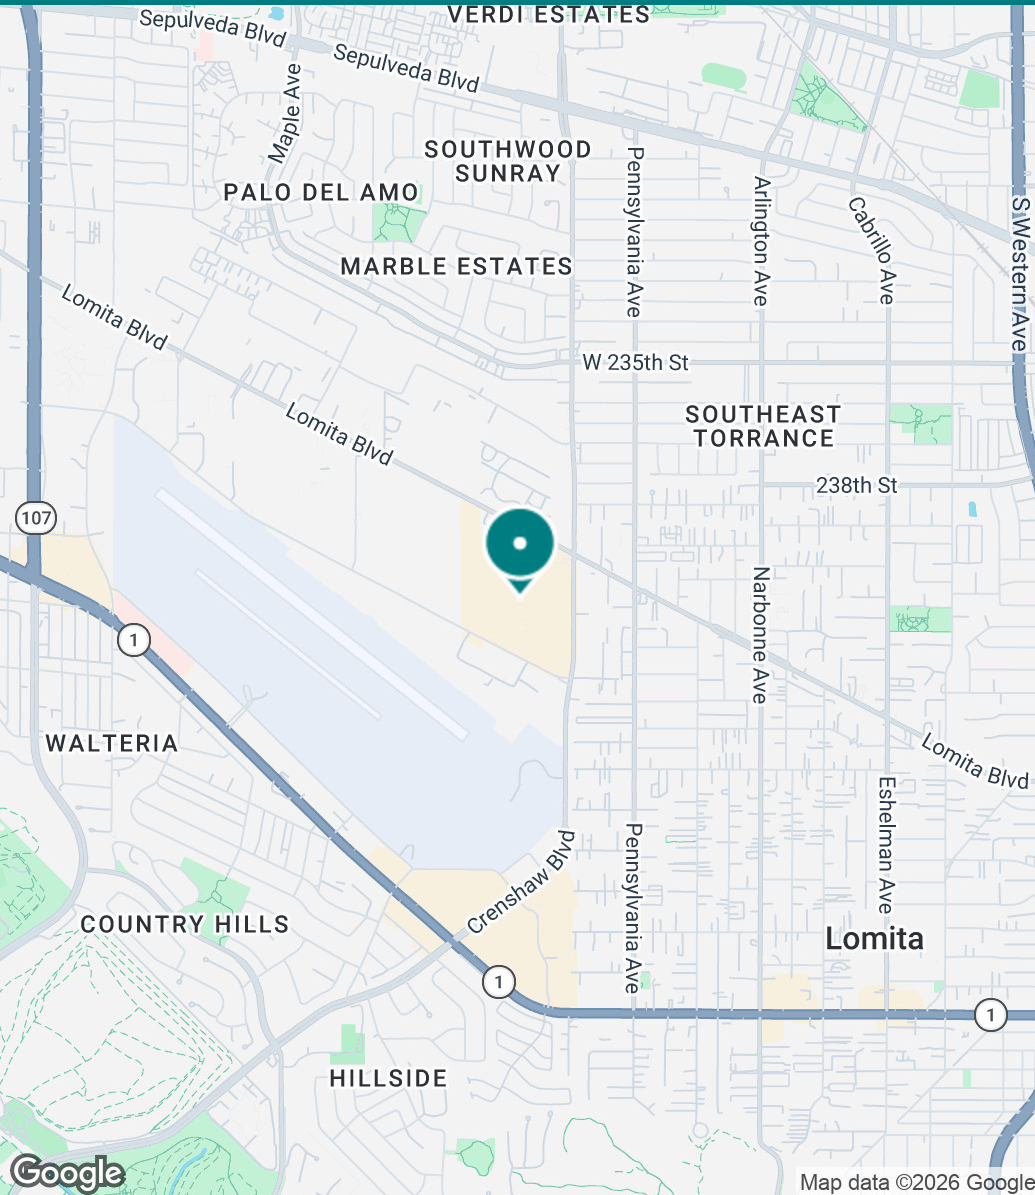 VERDI ESTATES
Sepulveda Blvd
Sepulveda Blvd
Maple Ave
SOUTHWOOD
SUNRAY
Pennsylvania Ave
PALO DEL AMO
Arlington Ave
Cabrillo Ave
S Western Ave
MARBLE ESTATES
Lomita Blvd
W 235th St
Lomita Blvd
SOUTHEAST
TORRANCE
238th St
107
Narbonne Ave
1
WALTERIA
Lomita Blvd
Eshelman Ave
Pennsylvania Ave
Crenshaw Blvd
COUNTRY HILLS
Lomita
1
1
HILLSIDE
Google
Map data ©2026 Google